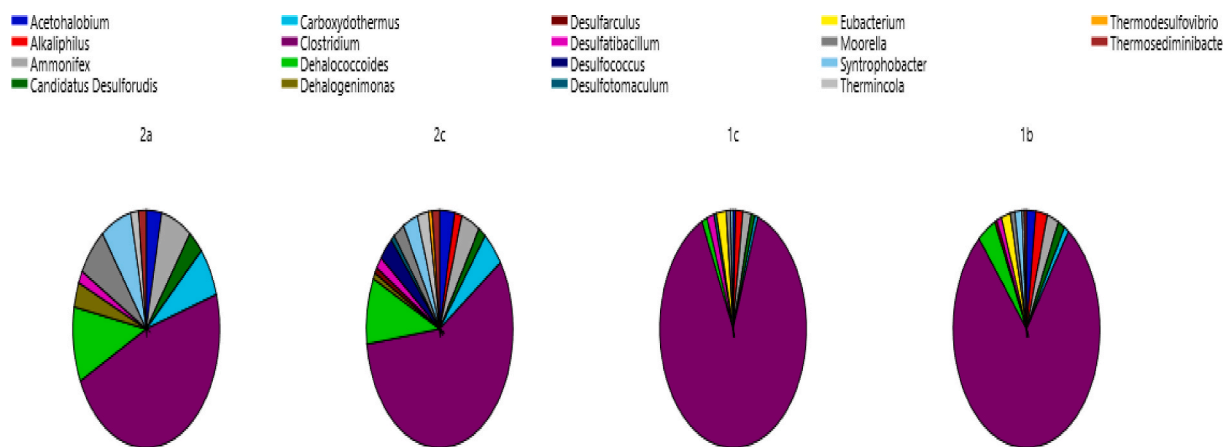 Acetohalobium Carboxydothermus Desulfarculus Eubacterium Thermodesulfovibrio
Alkaliphilus Clostridium Desulfatibacillum Moorella Thermosediminibacte
Ammonifex Dehalococcoides Desulfococcus Syntrophobacter
Candidatus Desulforudis Dehalogenimonas Desulfotomaculum Thermincola
2a 2c 1c 1b